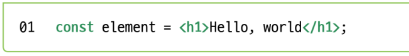 01 const element = <h1>Hello, world</h1>;